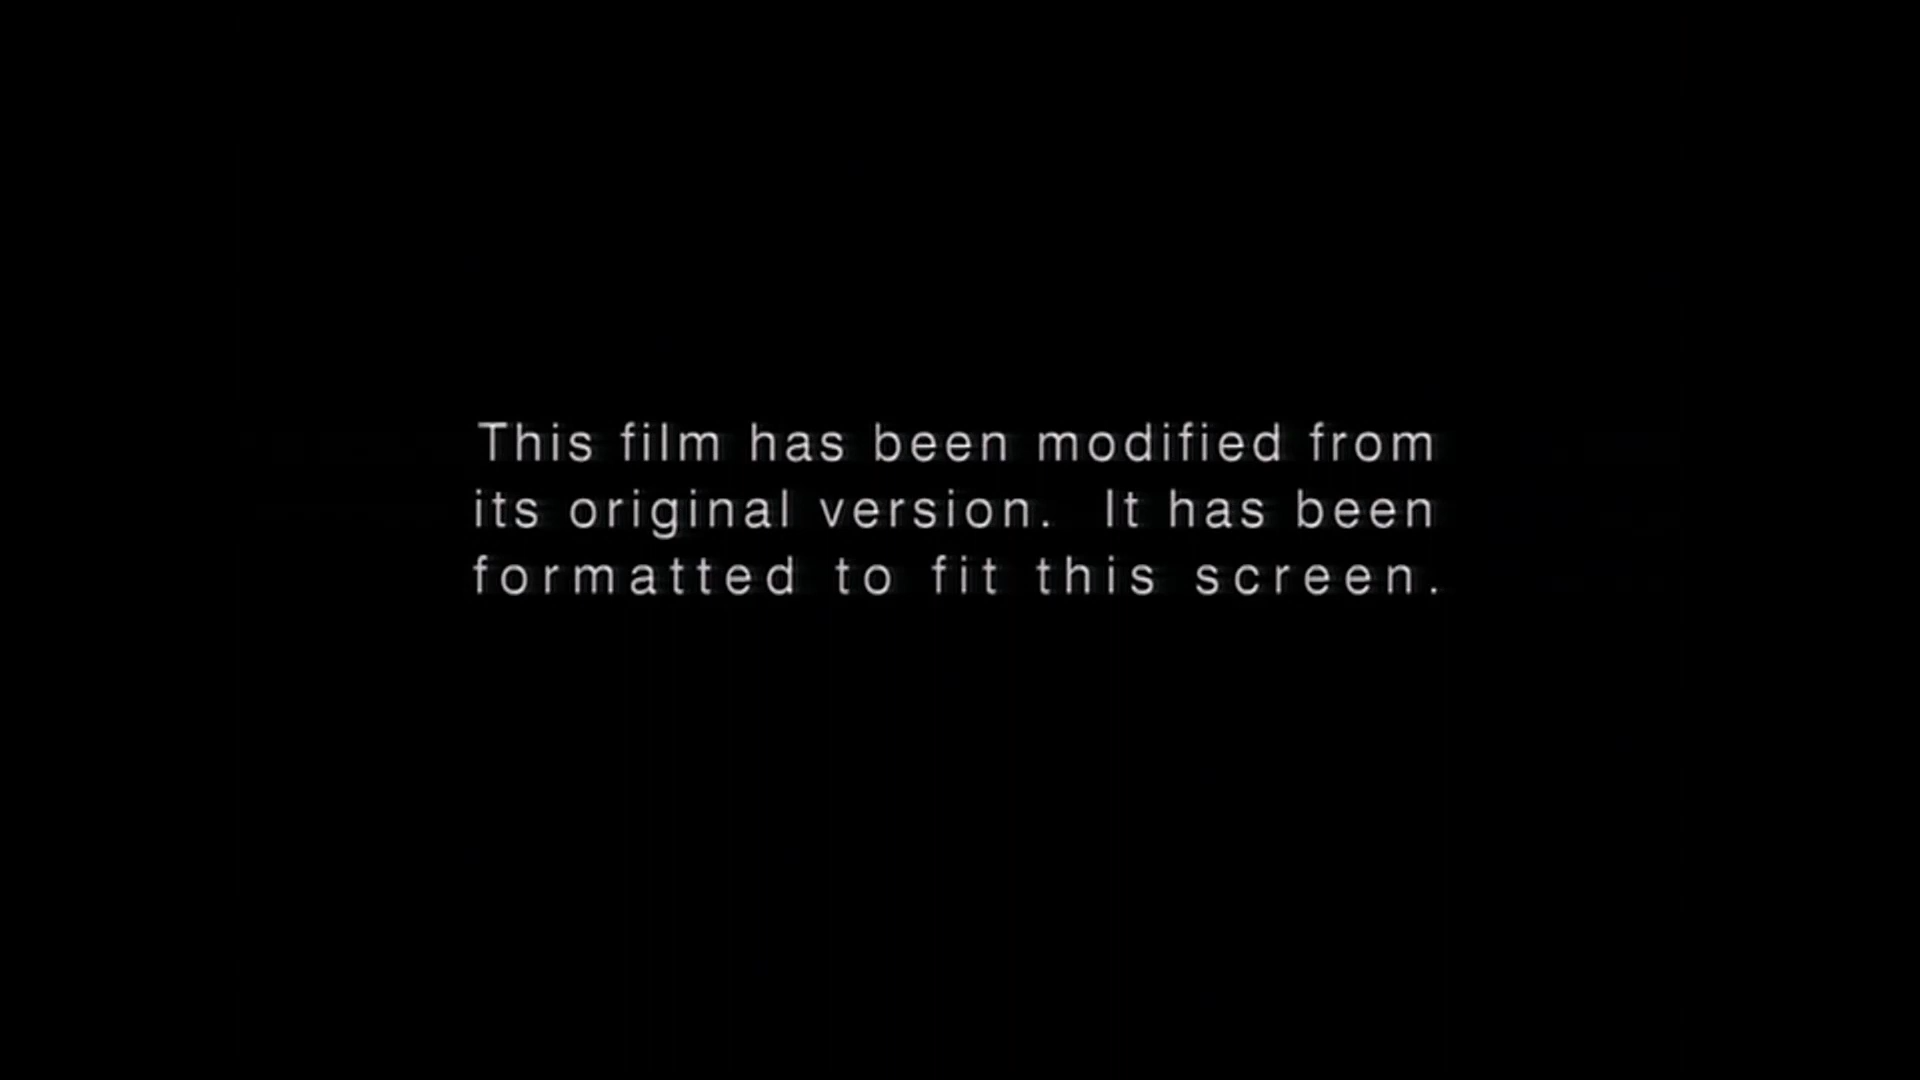 This film has been modified from
its original version.  It has been
formatted to fit this screen.